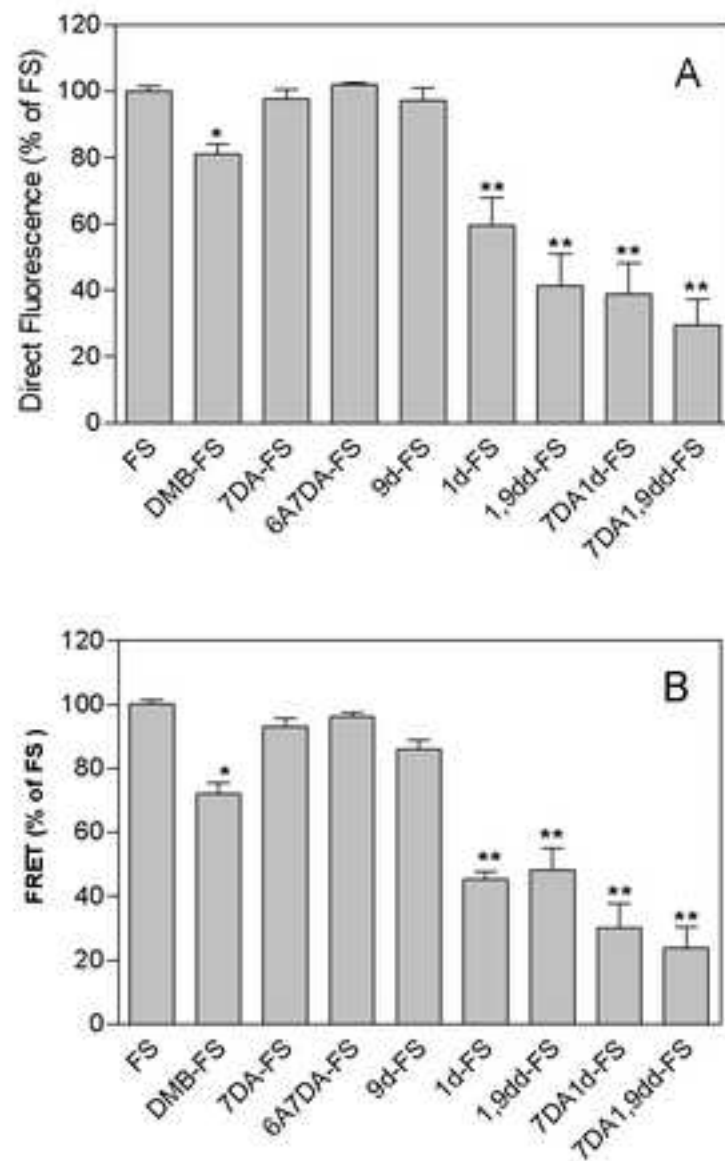 Direct Fluorescence (% of FS)
120
100
80
60
40
20
0
A
*
**
**
**
**
FS
DMB-FS
7DA-FS
6A7DA-FS
9d-FS
1d-FS
1,9dd-FS
7DA1d-FS
7DA1,9dd-FS
FRET (% of FS)
120
100
80
60
40
20
0
B
*
**
**
**
**
FS
DMB-FS
7DA-FS
6A7DA-FS
9d-FS
1d-FS
1,9dd-FS
7DA1d-FS
7DA1,9dd-FS